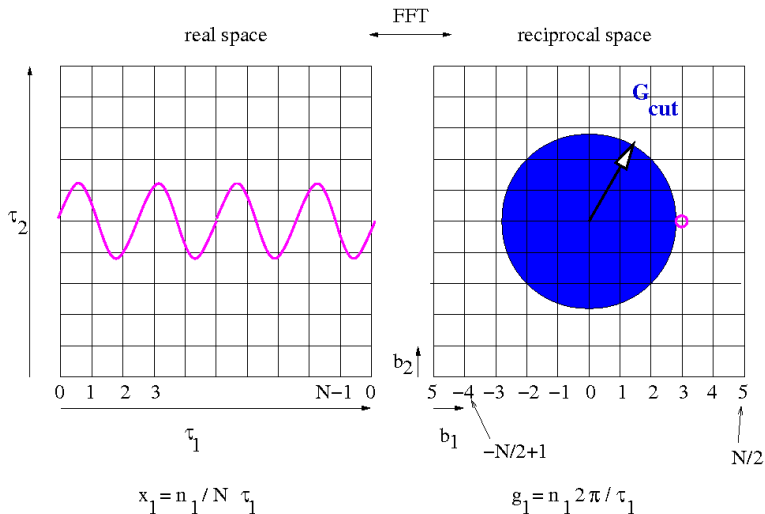 real space
FFT
reciprocal space
G cut
τ2
b2
0 1 2 3 N−1 0
5 −4 −3 −2 −1 0 1 2 3 4 5
τ1
b1
−N/2+1
N/2
x1 = n1 / N τ1
g1 = n1 2 π / τ1